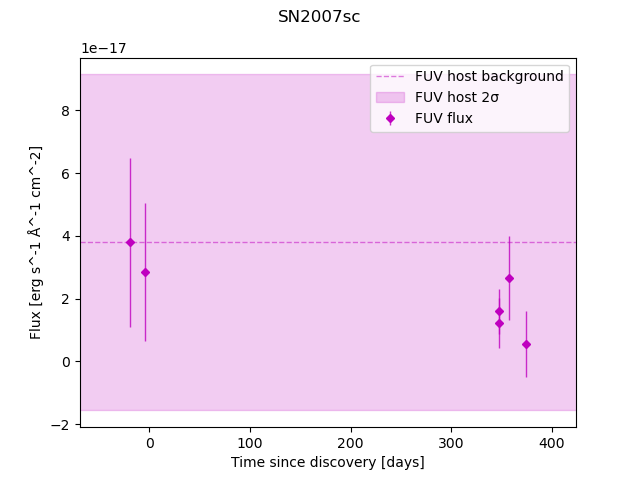 SN2007sc
1e−17
FUV host background
FUV host 2σ
FUV flux
8
6
4
2
0
−2
Flux [erg s^-1 Å^-1 cm^-2]
0
100
200
300
400
Time since discovery [days]